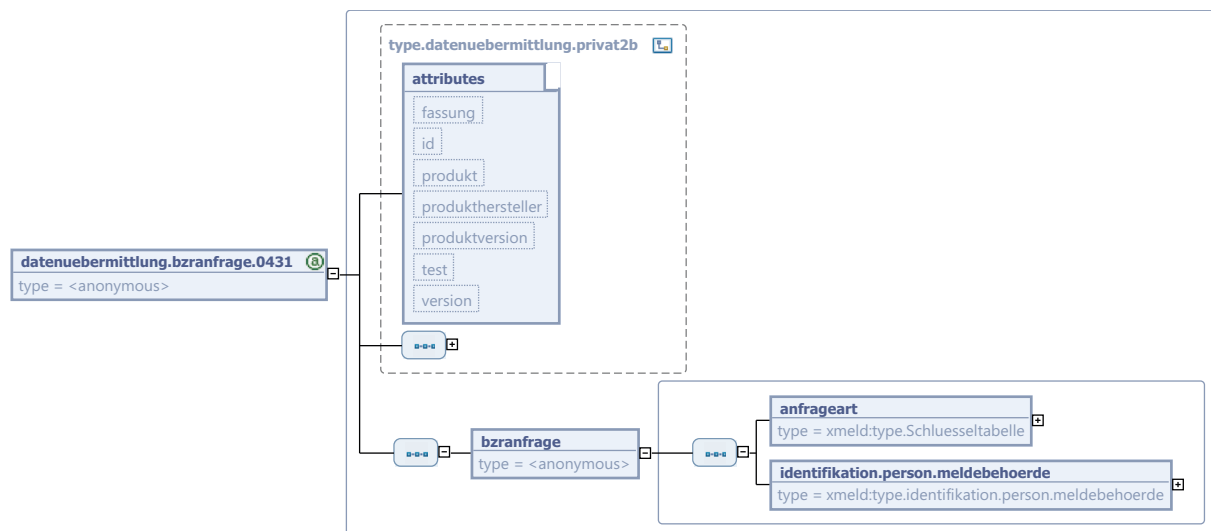 type.datenuebermittlung.privat2b
attributes
fassung
id
produkt
produkthersteller
produktversion
test
version
datenuebermittlung.bzranfrage.0431 a
type = <anonymous>
bzranfrage
type = <anonymous>
anfrageart
type = xmeld:type.Schluesseltabelle
identifikation.person.meldebehoerde
type = xmeld:type.identifikation.person.meldebehoerde